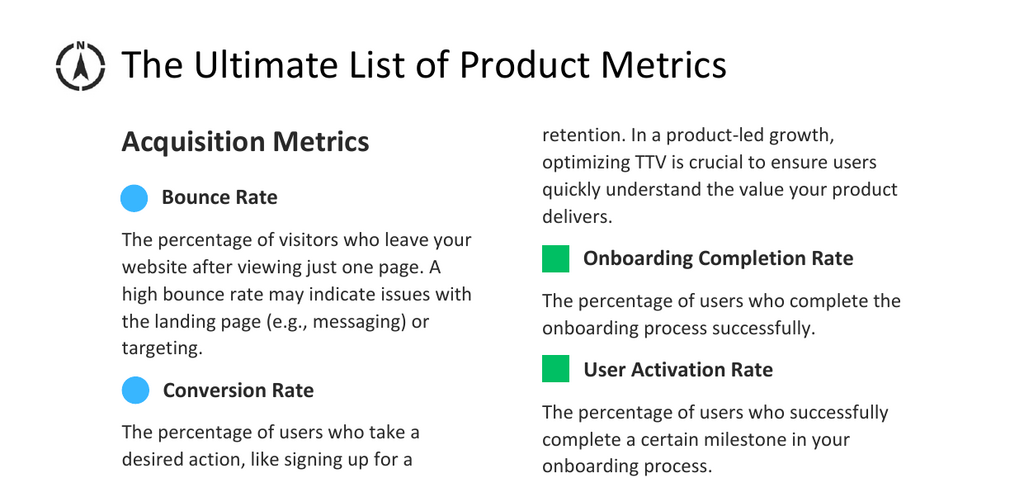 N
The Ultimate List of Product Metrics
Acquisition Metrics
Bounce Rate
The percentage of visitors who leave your
website after viewing just one page. A
high bounce rate may indicate issues with
the landing page (e.g., messaging) or
targeting.
Conversion Rate
The percentage of users who take a
desired action, like signing up for a
retention. In a product-led growth,
optimizing TTV is crucial to ensure users
quickly understand the value your product
delivers.
Onboarding Completion Rate
The percentage of users who complete the
onboarding process successfully.
User Activation Rate
The percentage of users who successfully
complete a certain milestone in your
onboarding process.